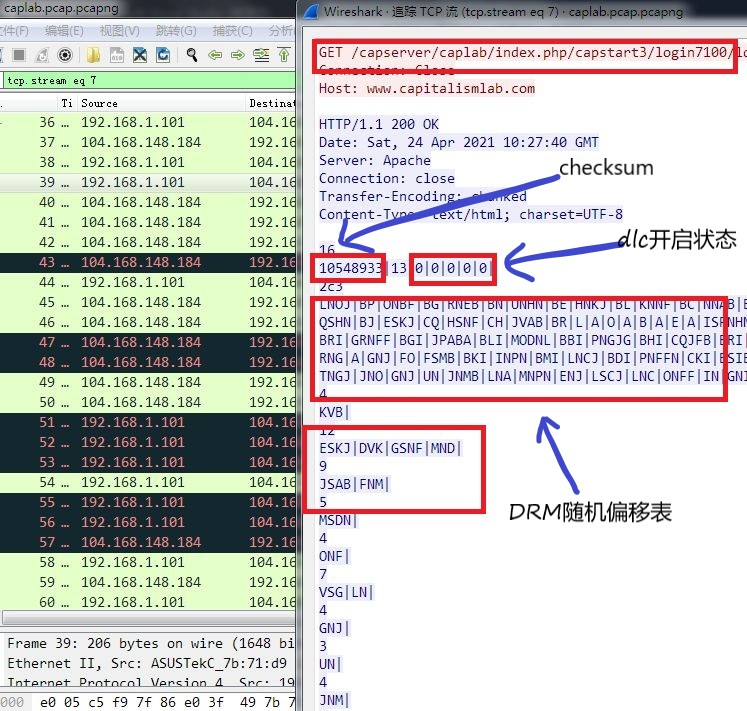 caplab.pcap.pcapng
编辑(E) 视图(V) 跳转(G) 捕获(C)
tcp.stream eq 7
Ti Source
36 … 192.168.1.101 104.16
37 … 104.168.148.184 192.16
38 … 192.168.1.101 104.16
39 … 192.168.1.101 104.16
40 … 104.168.148.184 192.16
41 … 104.168.148.184 192.16
42 … 104.168.148.184 192.16
43 … 104.168.148.184 192.16
44 … 192.168.1.101 104.16
45 … 104.168.148.184 192.16
46 … 104.168.148.184 192.16
47 … 104.168.148.184 192.16
48 … 104.168.148.184 192.16
49 … 104.168.148.184 192.16
50 … 104.168.148.184 192.16
51 … 192.168.1.101 104.16
52 … 192.168.1.101 104.16
53 … 192.168.1.101 104.16
54 … 192.168.1.101 104.16
55 … 192.168.1.101 104.16
56 … 192.168.1.101 104.16
57 … 104.168.148.184 192.16
58 … 192.168.1.101 104.16
59 … 104.168.148.184 192.16
60 … 192.168.1.101 104.16
Frame 39: 206 bytes on wire (1648 bi
Ethernet II, Src: ASUSTekC_7b:71:d9
Internet Protocol Version 4, Src: 19
e0 05 c5 f9 7f 86 e0 3f 49 7b 7
Wireshark · 追踪 TCP 流 (tcp.stream eq 7) · caplab.pcap.pcapng
GET /capserver/caplab/index.php/capstart3/login7100/
Connection: Close
Host: www.capitalismlab.com
HTTP/1.1 200 OK
Date: Sat, 24 Apr 2021 10:27:40 GMT
Server: Apache
Connection: close
Transfer-Encoding: chunked
Content-Type: text/html; charset=UTF-8
checksum
dlc开启状态
16
10548933|13|0|0|0|0|0|
2c3
LNOJ|BP|ONBF|BG|RNEB|BN|UNHN|BE|HNKJ|BL|KNNF|BC|NNAB|
QSHN|BJ|ESKJ|CQ|HSNF|CH|JVAB|BR|L|A|O|A|B|A|E|A|
BRI|GRNFF|BGI|JPABA|BLI|MODNL|BBI|PNGJG|BHI|CQJFB|
RNG|A|GNJ|FO|FSMB|BKI|INPN|BMI|LNCJ|BDI|PNFFN|CKI|
TNGJ|JNO|GNJ|UN|JNMB|LNA|MNPN|ENJ|LSCJ|LNC|ONFF|IN|
4
KVB|
12
ESKJ|DVK|GSNF|MND|
9
JSAB|FNM|
5
MSDN|
4
ONF|
7
VSG|LN|
4
GNJ|
3
UN|
4
JNM|
DRM随机偏移表